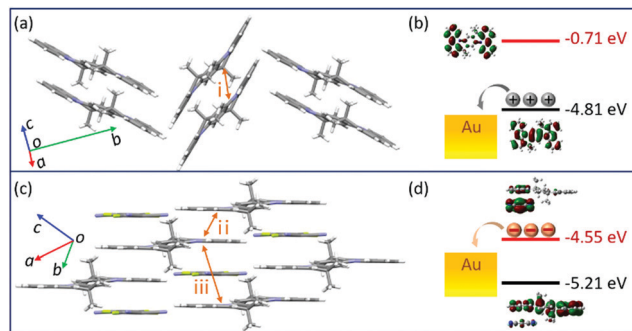 (a)
i
c
o
b
a
(b)
-0.71 eV
+ + +
-4.81 eV
Au
(c)
c
o
a
b
ii
iii
(d)
− − −
-4.55 eV
Au
-5.21 eV